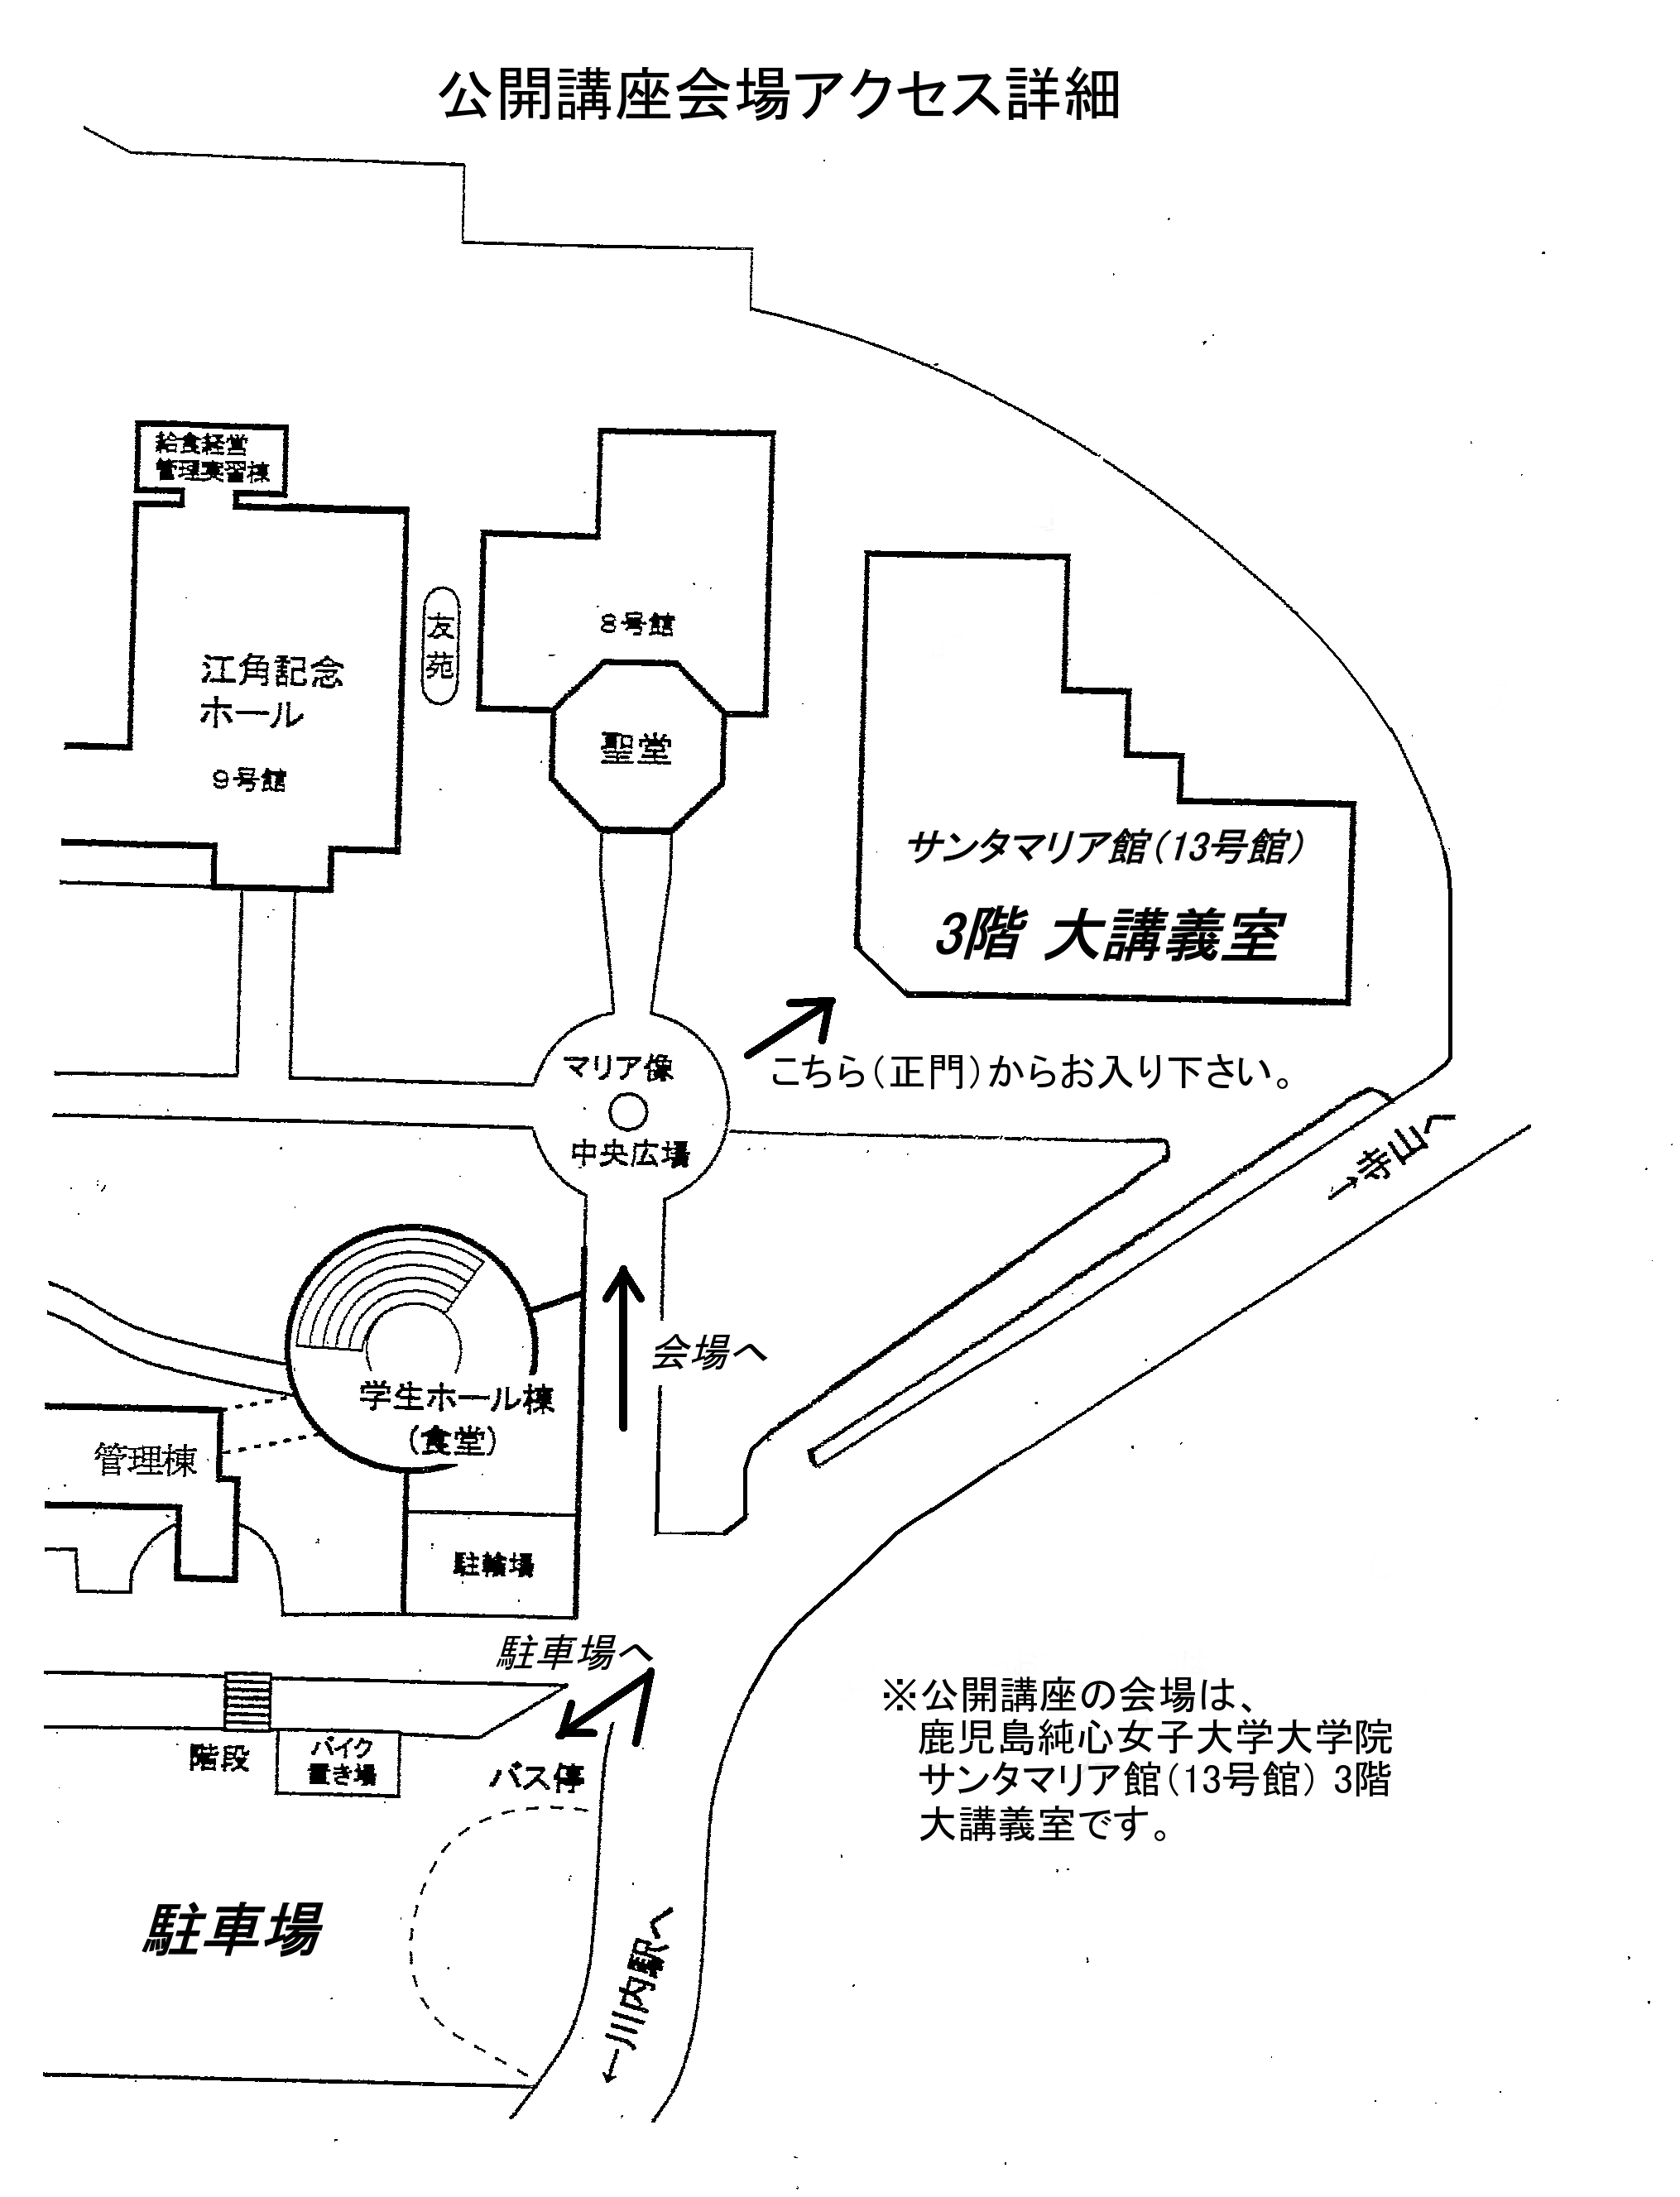 公開講座会場アクセス詳細
給食経営
管理実習棟
江角記念
ホール
9号館
友
苑
8号館
聖堂
サンタマリア館(13号館)
3階 大講義室
マリア像
中央広場
こちら(正門)からお入り下さい。
→寺山へ
会場へ
学生ホール棟
(食堂)
管理棟
駐輪場
駐車場へ
階段
バイク
置き場
バス停
駐車場
←川内駅へ
※公開講座の会場は、
鹿児島純心女子大学大学院
サンタマリア館(13号館) 3階
大講義室です。